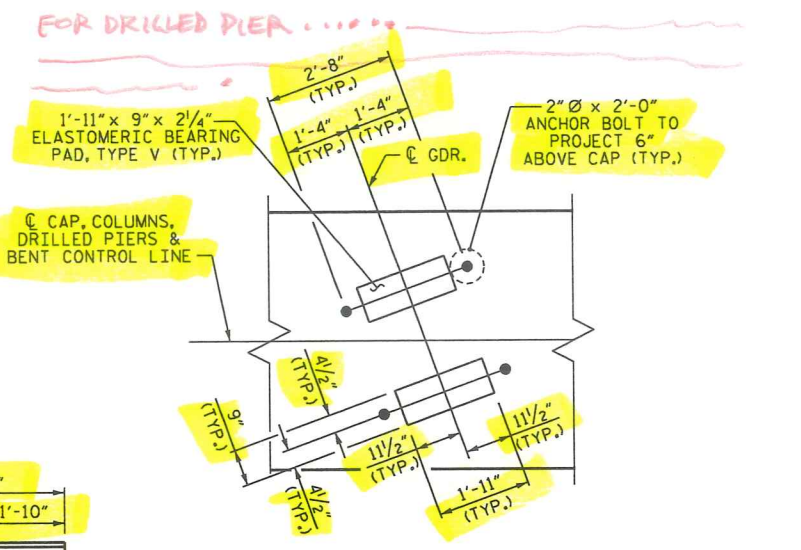 FOR DRILLED PIER . . . . . .
2'-8"
(TYP.)
1'-4"
(TYP.)
1'-4"
(TYP.)
1'-11" x 9" x 2¼"
ELASTOMERIC BEARING
PAD, TYPE V (TYP.)
2" Ø x 2'-0"
ANCHOR BOLT TO
PROJECT 6"
ABOVE CAP (TYP.)
℄ GDR.
℄ CAP, COLUMNS,
DRILLED PIERS &
BENT CONTROL LINE
4½"
(TYP.)
9"
(TYP.)
11½"
(TYP.)
11½"
(TYP.)
4½"
(TYP.)
1'-11"
(TYP.)
"
1'-10"